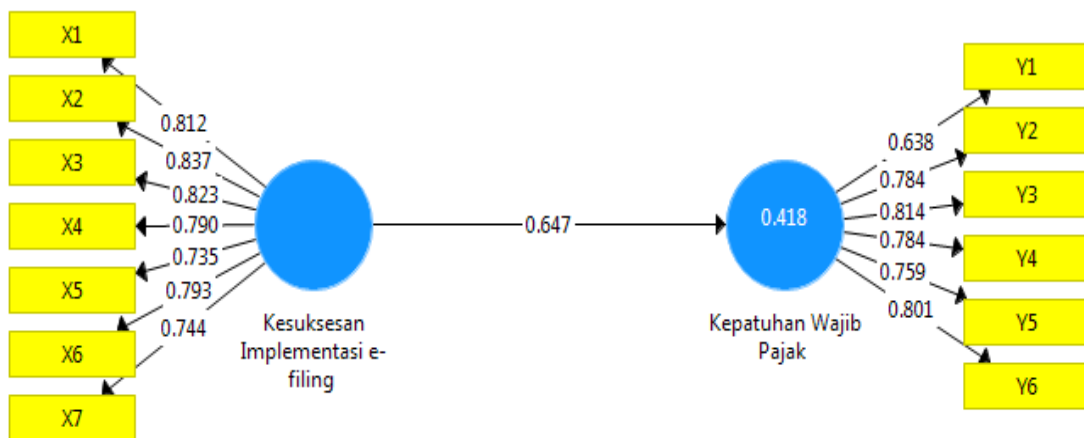 X1
X2
X3
X4
X5
X6
X7
0.812
0.837
0.823
0.790
0.735
0.793
0.744
Kesuksesan
Implementasi e-
filing
0.647
0.418
Kepatuhan Wajib
Pajak
0.638
0.784
0.814
0.784
0.759
0.801
Y1
Y2
Y3
Y4
Y5
Y6